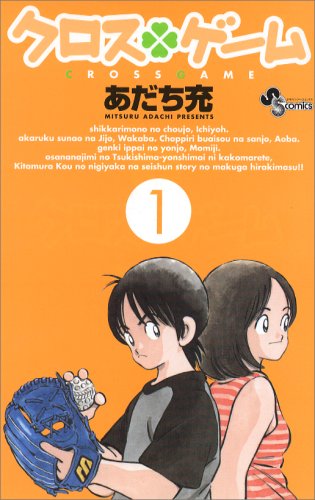 クロス ゲーム
CROSS GAME
あだち充
MITSURU ADACHI PRESENTS
S comics
shikkarimono no choujo, Ichiyoh.
akaruku sunao na Jijo, Wakaba. Choppiri buaisou na sanjo, Aoba.
genki ippai no yonjo, Momiji.
osananajimi no Tsukishima-yonshimai ni kakomarete,
Kitamura Kou no nigiyaka na seishun story no makuga hirakimasu!!
1